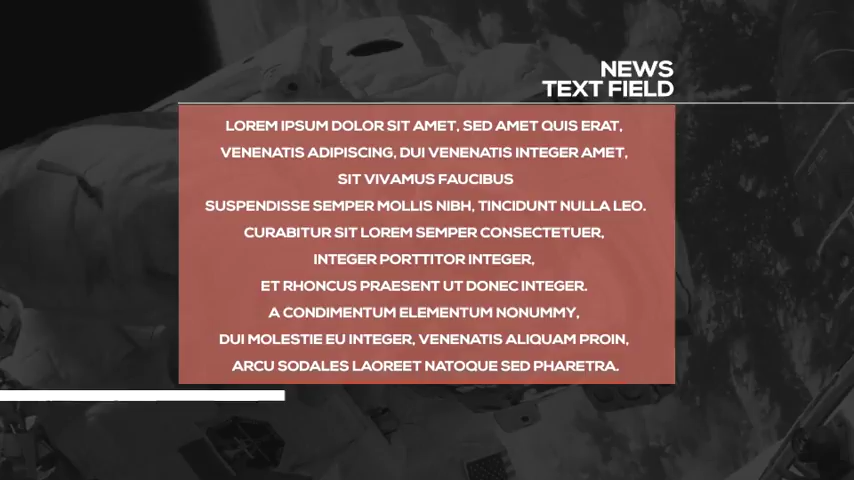 NEWS
TEXT FIELD
LOREM IPSUM DOLOR SIT AMET, SED AMET QUIS ERAT,
VENENATIS ADIPISCING, DUI VENENATIS INTEGER AMET,
SIT VIVAMUS FAUCIBUS
SUSPENDISSE SEMPER MOLLIS NIBH, TINCIDUNT NULLA LEO.
CURABITUR SIT LOREM SEMPER CONSECTETUER,
INTEGER PORTTITOR INTEGER,
ET RHONCUS PRAESENT UT DONEC INTEGER.
A CONDIMENTUM ELEMENTUM NONUMMY,
DUI MOLESTIE EU INTEGER, VENENATIS ALIQUAM PROIN,
ARCU SODALES LAOREET NATOQUE SED PHARETRA.